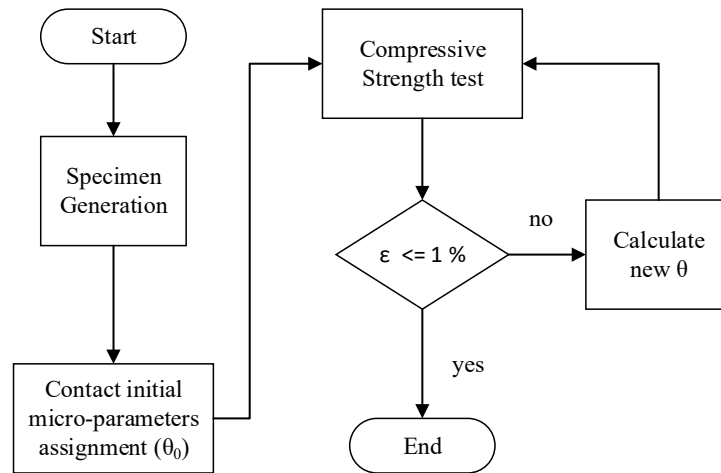 Start
Specimen
Generation
Contact initial
micro-parameters
assignment (θ₀)
Compressive
Strength test
ε <= 1 %
no
Calculate
new θ
yes
End